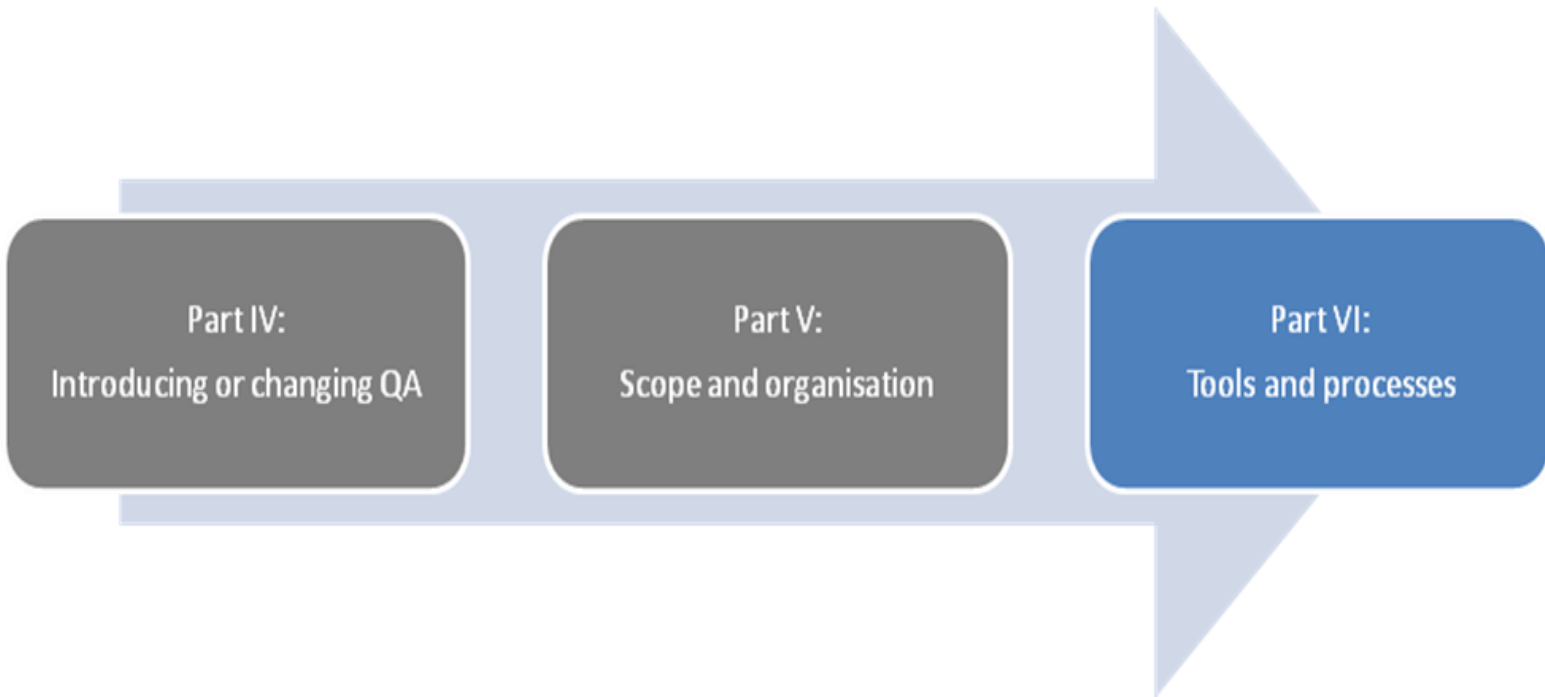 Part IV:
Introducing or changing QA
Part V:
Scope and organisation
Part VI:
Tools and processes